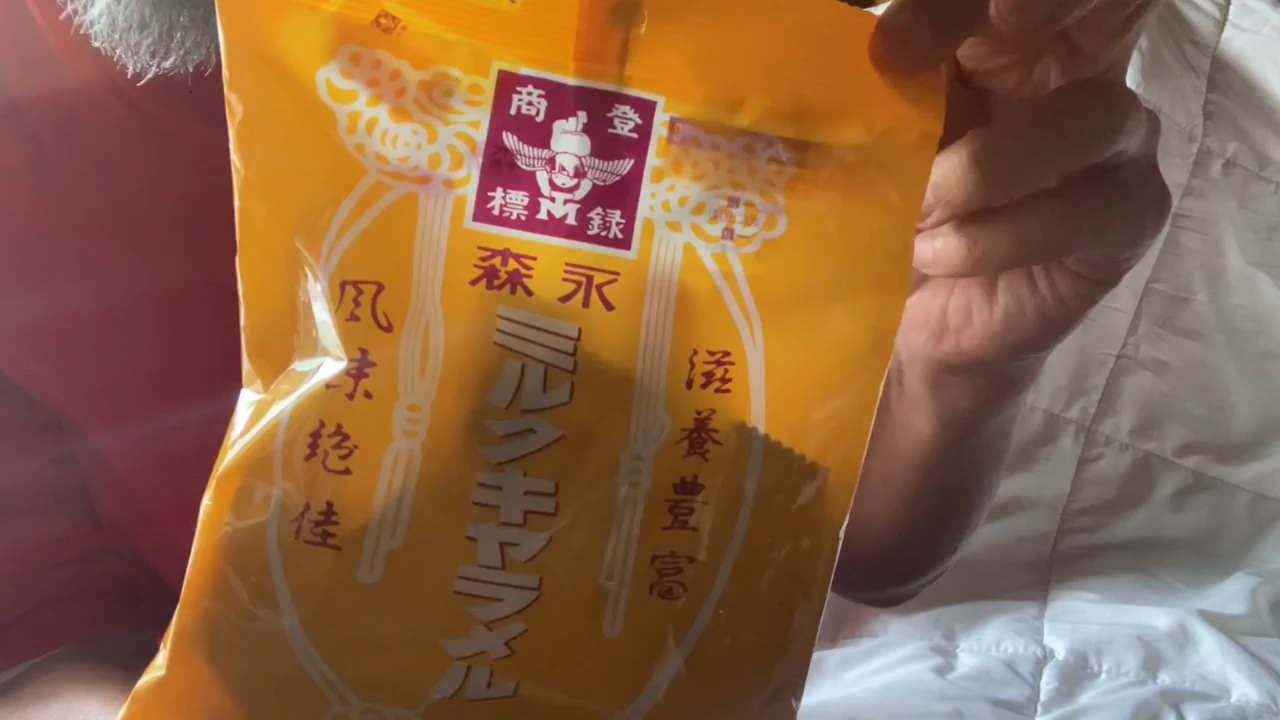 登録商標
森永
ミルクキャラメル
滋養豊富
風味絶佳